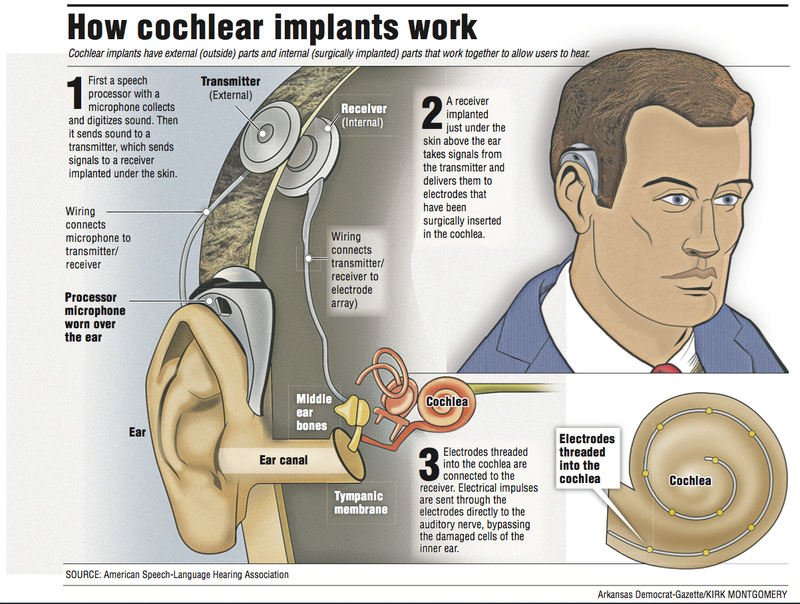 How cochlear implants work
Cochlear implants have external (outside) parts and internal (surgically implanted) parts that work together to allow users to hear.
1
First a speech
processor with a
microphone collects
and digitizes sound. Then
it sends sound to a
transmitter, which sends
signals to a receiver
implanted under the skin.
Transmitter
(External)
Receiver
(Internal)
2
A receiver
implanted
just under the
skin above the ear
takes signals from
the transmitter and
delivers them to
electrodes that
have been
surgically inserted
in the cochlea.
Wiring
connects
microphone to
transmitter/
receiver
Wiring
connects
transmitter/
receiver to
electrode
array)
Processor
microphone
worn over
the ear
Middle
ear
bones
Cochlea
Ear
Ear canal
Tympanic
membrane
3
Electrodes threaded
into the cochlea are
connected to the
receiver. Electrical impulses
are sent through the
electrodes directly to the
auditory nerve, bypassing
the damaged cells of the
inner ear.
Electrodes
threaded
into the
cochlea
Cochlea
SOURCE: American Speech-Language Hearing Association
Arkansas Democrat-Gazette/KIRK MONTGOMERY